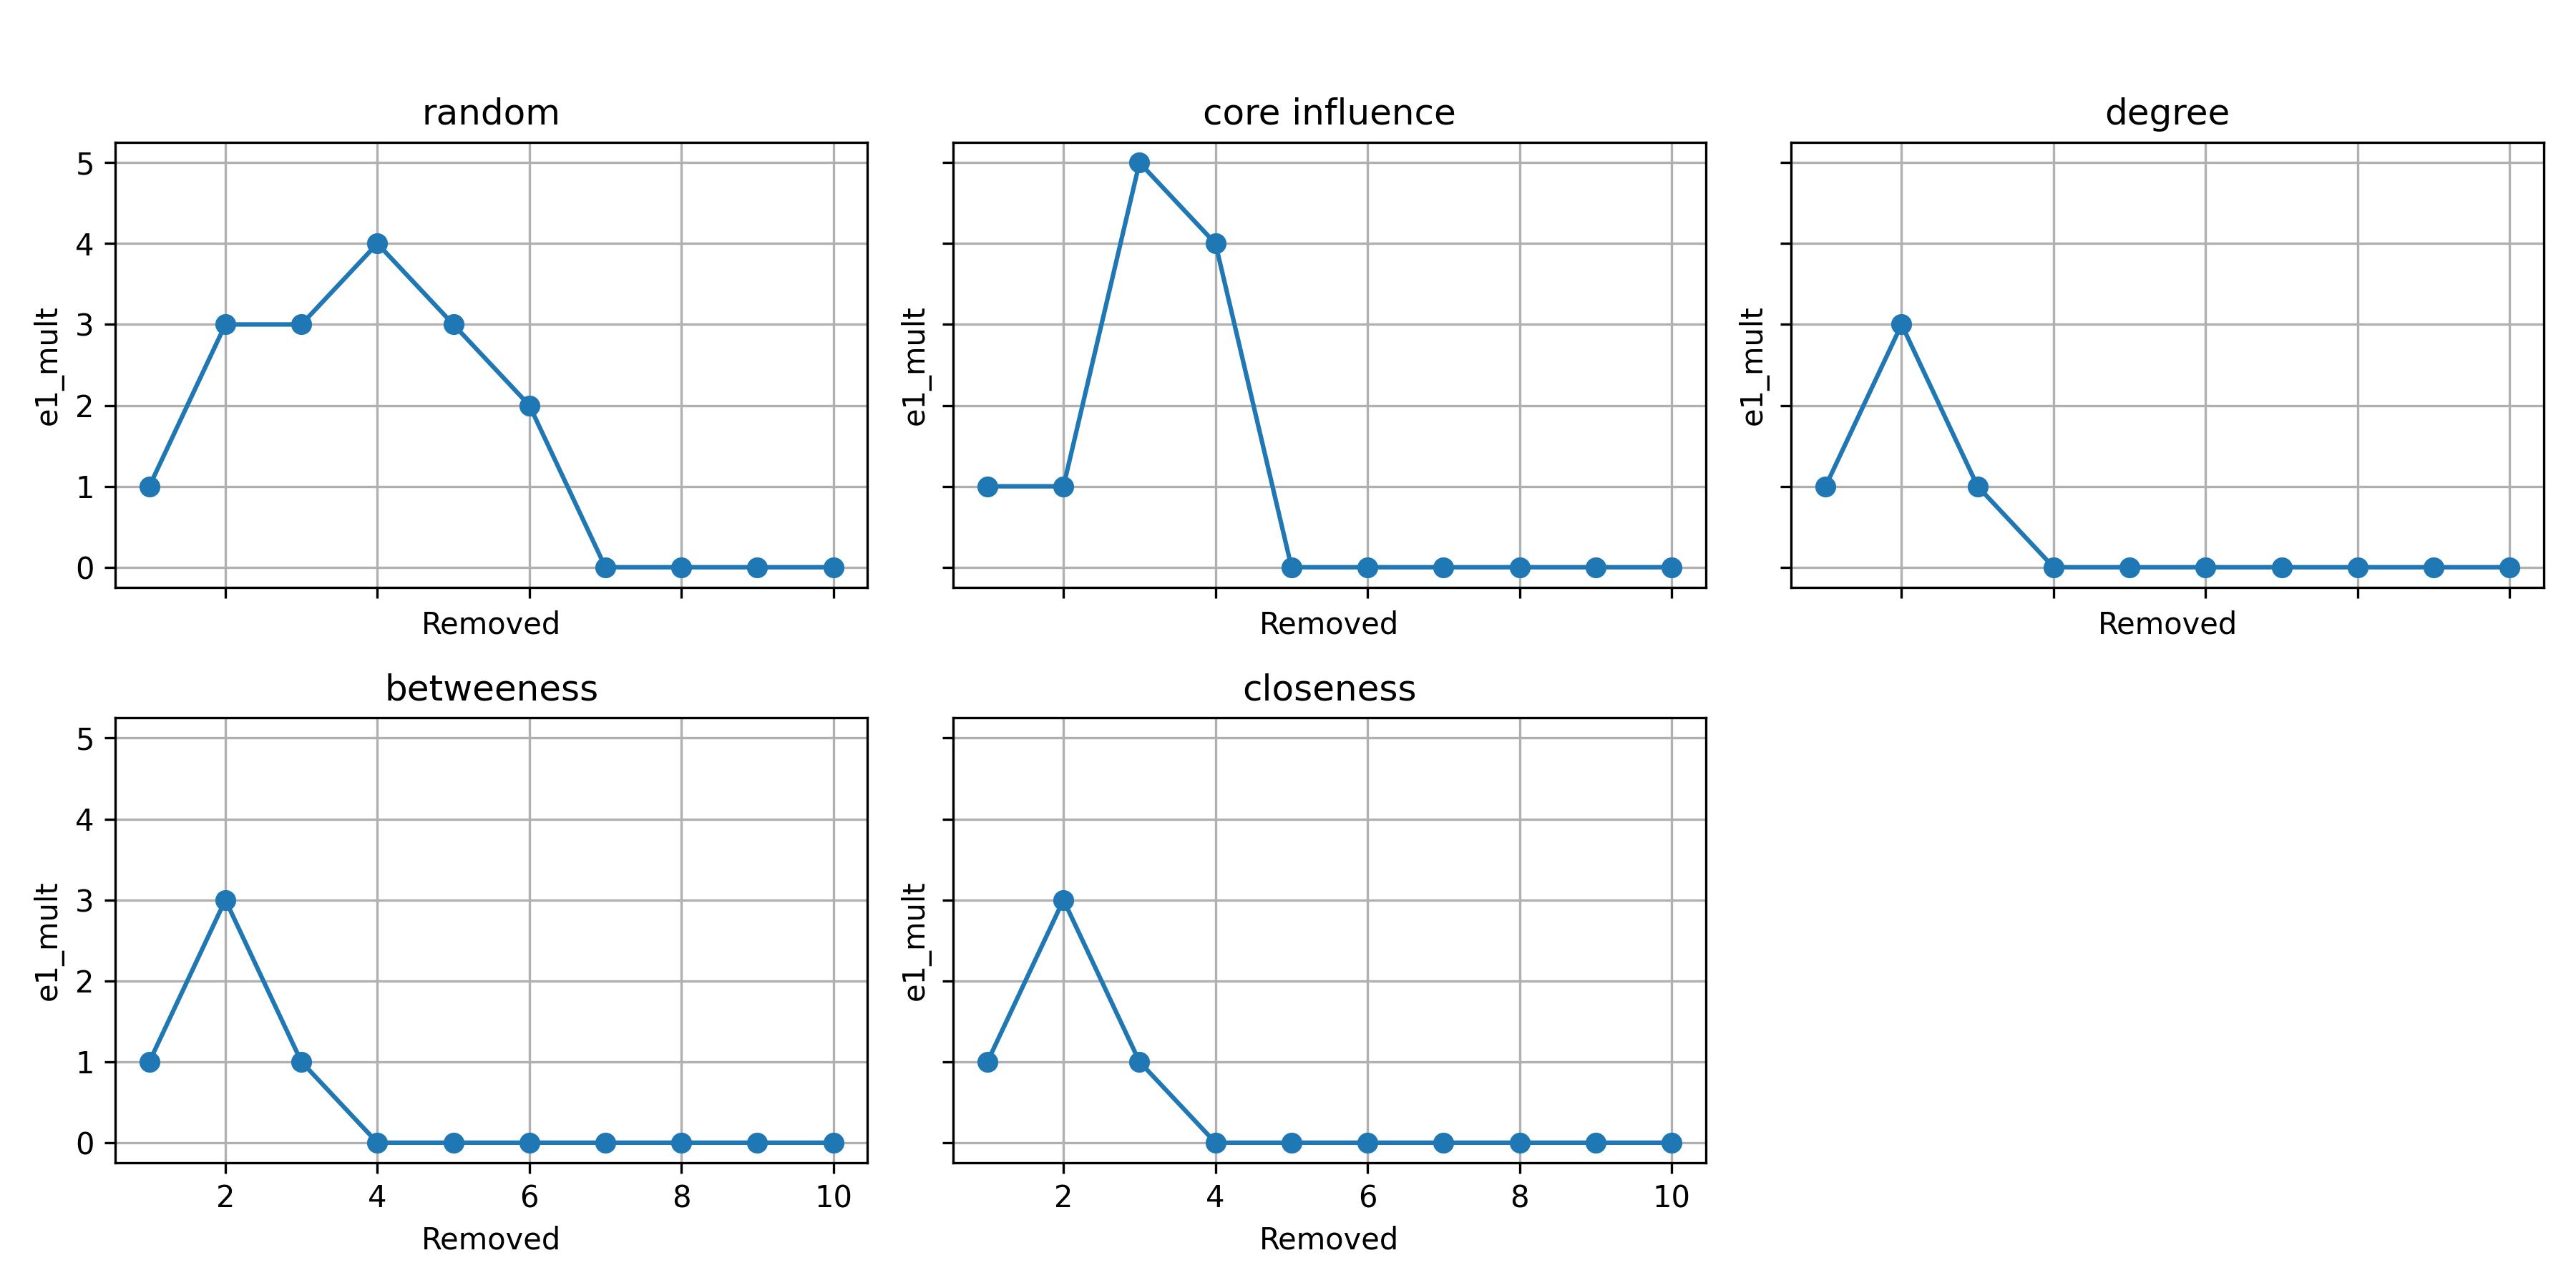 random
5
4
3
2
1
0
e1_mult
Removed
core influence
e1_mult
Removed
degree
e1_mult
Removed
betweeness
5
4
3
2
1
0
e1_mult
2 4 6 8 10
Removed
closeness
e1_mult
2 4 6 8 10
Removed